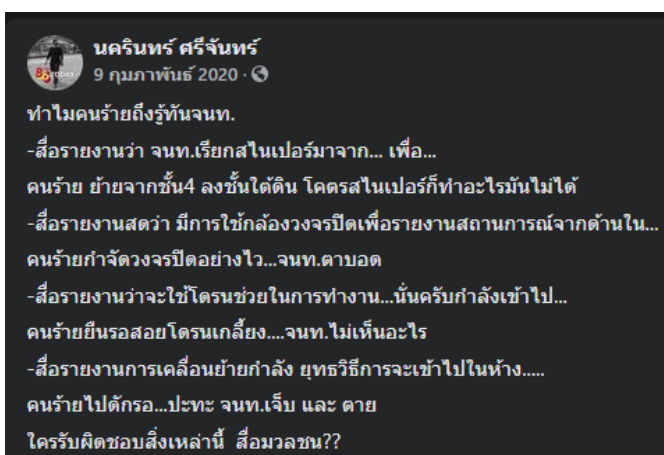 นครินทร์ ศรีจันทร์
9 กุมภาพันธ์ 2020 ·
ทำไมคนร้ายถึงรู้ทันจนท.
-สื่อรายงานว่า จนท.เรียกสไนเปอร์มาจาก... เพื่อ...
คนร้าย ย้ายจากชั้น4 ลงชั้นใต้ดิน โคตรสไนเปอร์ก็ทำอะไรมันไม่ได้
-สื่อรายงานสดว่า มีการใช้กล้องวงจรปิดเพื่อรายงานสถานการณ์จากด้านใน...
คนร้ายกำจัดวงจรปิดอย่างไว...จนท.ตาบอด
-สื่อรายงานว่าจะใช้โดรนช่วยในการทำงาน...นั่นครับกำลังเข้าไป...
คนร้ายยืนรอสอยโดรนเกลี้ยง....จนท.ไม่เห็นอะไร
-สื่อรายงานการเคลื่อนย้ายกำลัง ยุทธวิธีการจะเข้าไปในห้าง.....
คนร้ายไปดักรอ...ปะทะ จนท.เจ็บ และ ตาย
ใครรับผิดชอบสิ่งเหล่านี้ สื่อมวลชน??